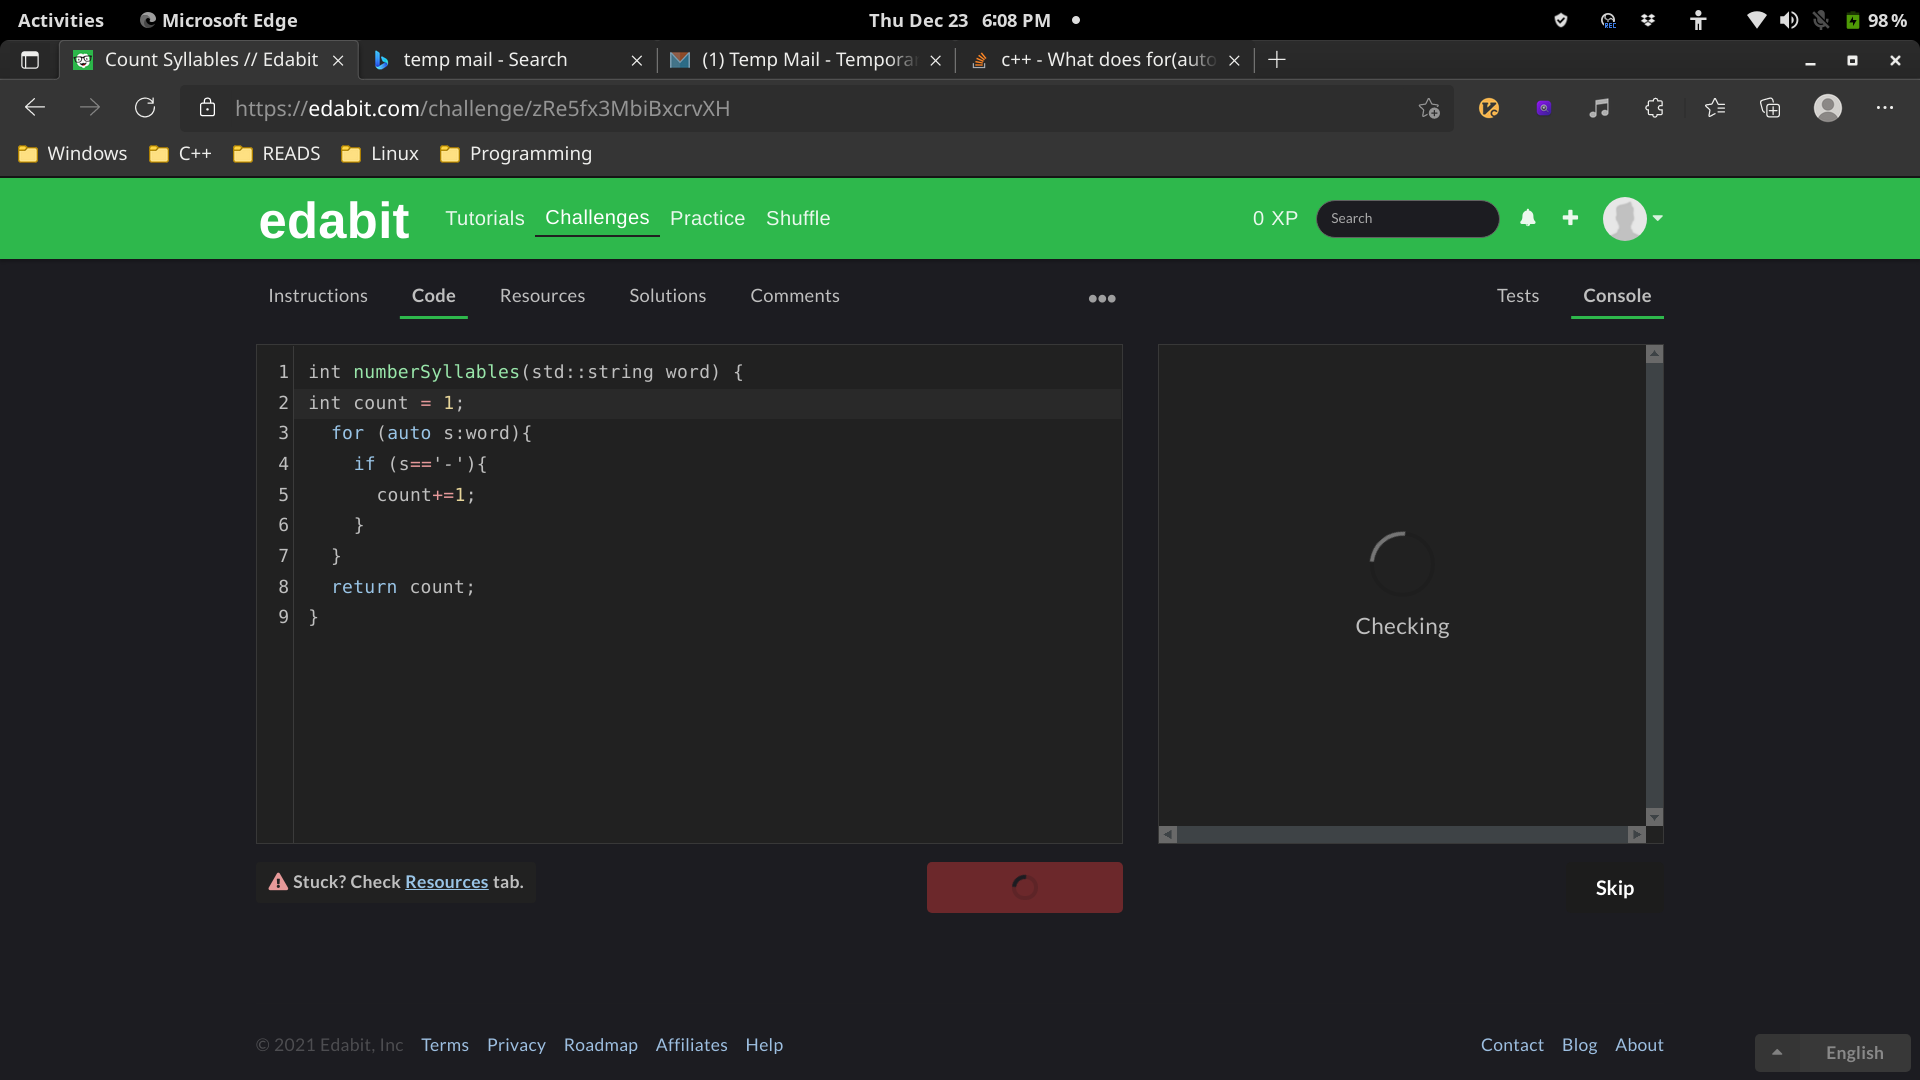 Activities Microsoft Edge Thu Dec 23 6:08 PM 98%
Count Syllables // Edabit temp mail - Search (1) Temp Mail - Tempora c++ - What does for(auto
https://edabit.com/challenge/zRe5fx3MbiBxcrvXH
Windows C++ READS Linux Programming
edabit Tutorials Challenges Practice Shuffle 0 XP Search
Instructions Code Resources Solutions Comments Tests Console
1 int numberSyllables(std::string word) {
2 int count = 1;
3   for (auto s:word){
4     if (s=='-'){
5       count+=1;
6     }
7   }
8   return count;
9 }
Checking
Stuck? Check Resources tab. Skip
© 2021 Edabit, Inc Terms Privacy Roadmap Affiliates Help Contact Blog About
English